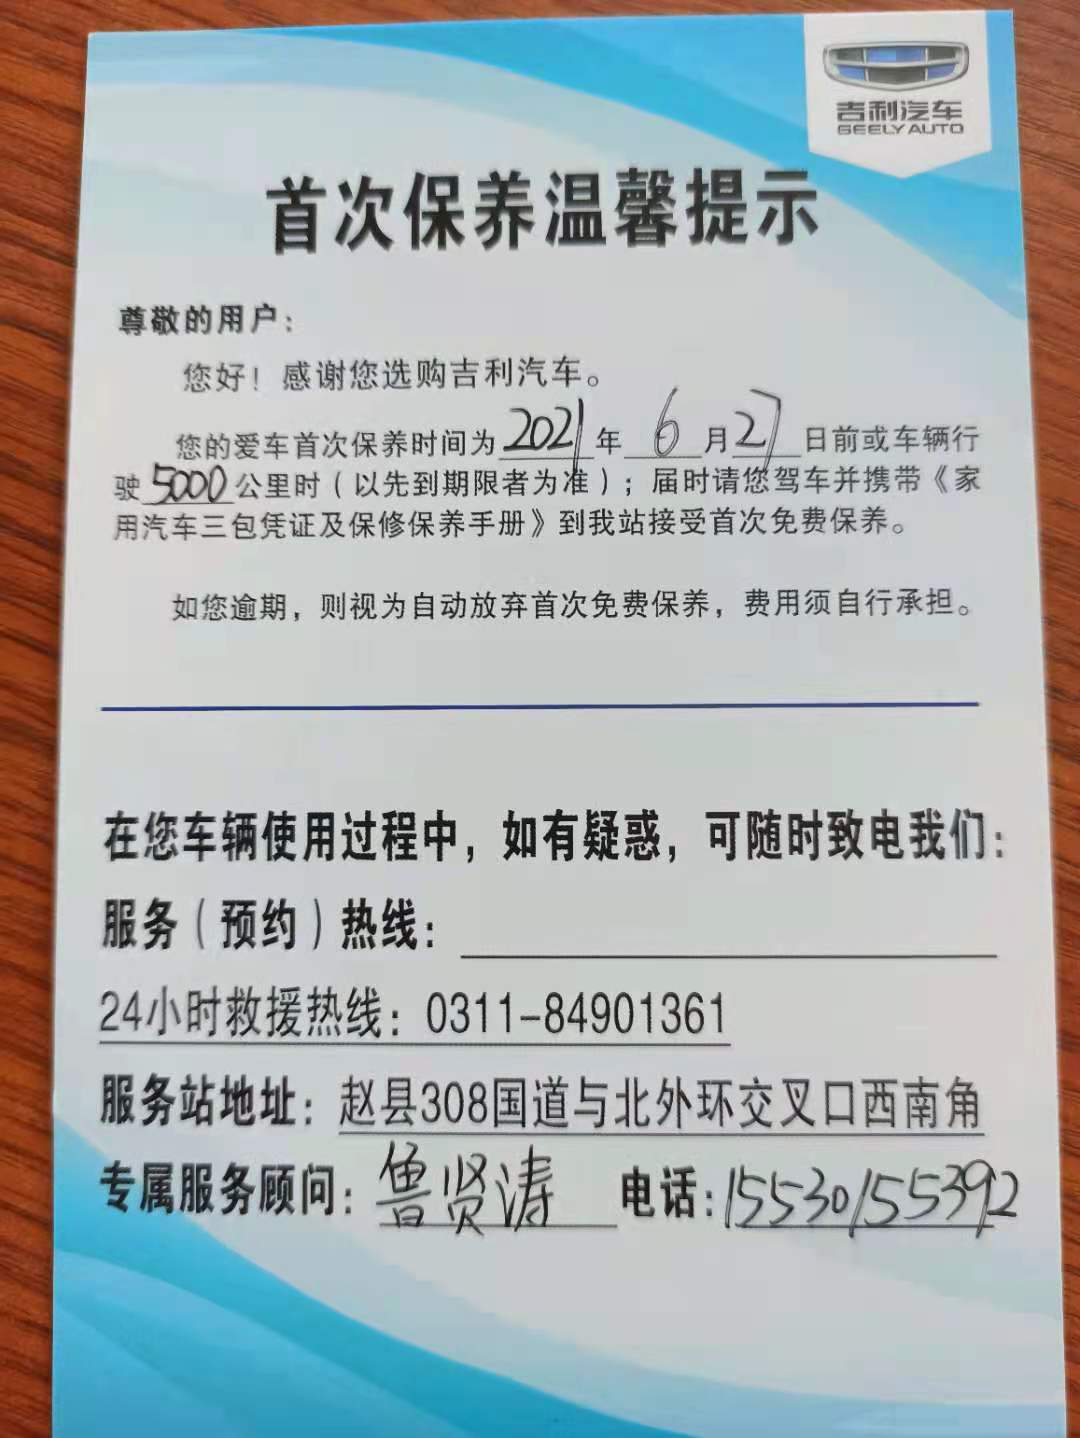 吉利汽车
GEELY AUTO
首次保养温馨提示
尊敬的用户：
您好！感谢您选购吉利汽车。
您的爱车首次保养时间为2021年6月27日前或车辆行
驶5000公里时（以先到期限者为准）；届时请您驾车并携带《家
用汽车三包凭证及保修保养手册》到我站接受首次免费保养。
如您逾期，则视为自动放弃首次免费保养，费用须自行承担。
在您车辆使用过程中，如有疑惑，可随时致电我们：
服务（预约）热线：
24小时救援热线：0311-84901361
服务站地址：赵县308国道与北外环交叉口西南角
专属服务顾问：鲁贤涛 电话：15530155392